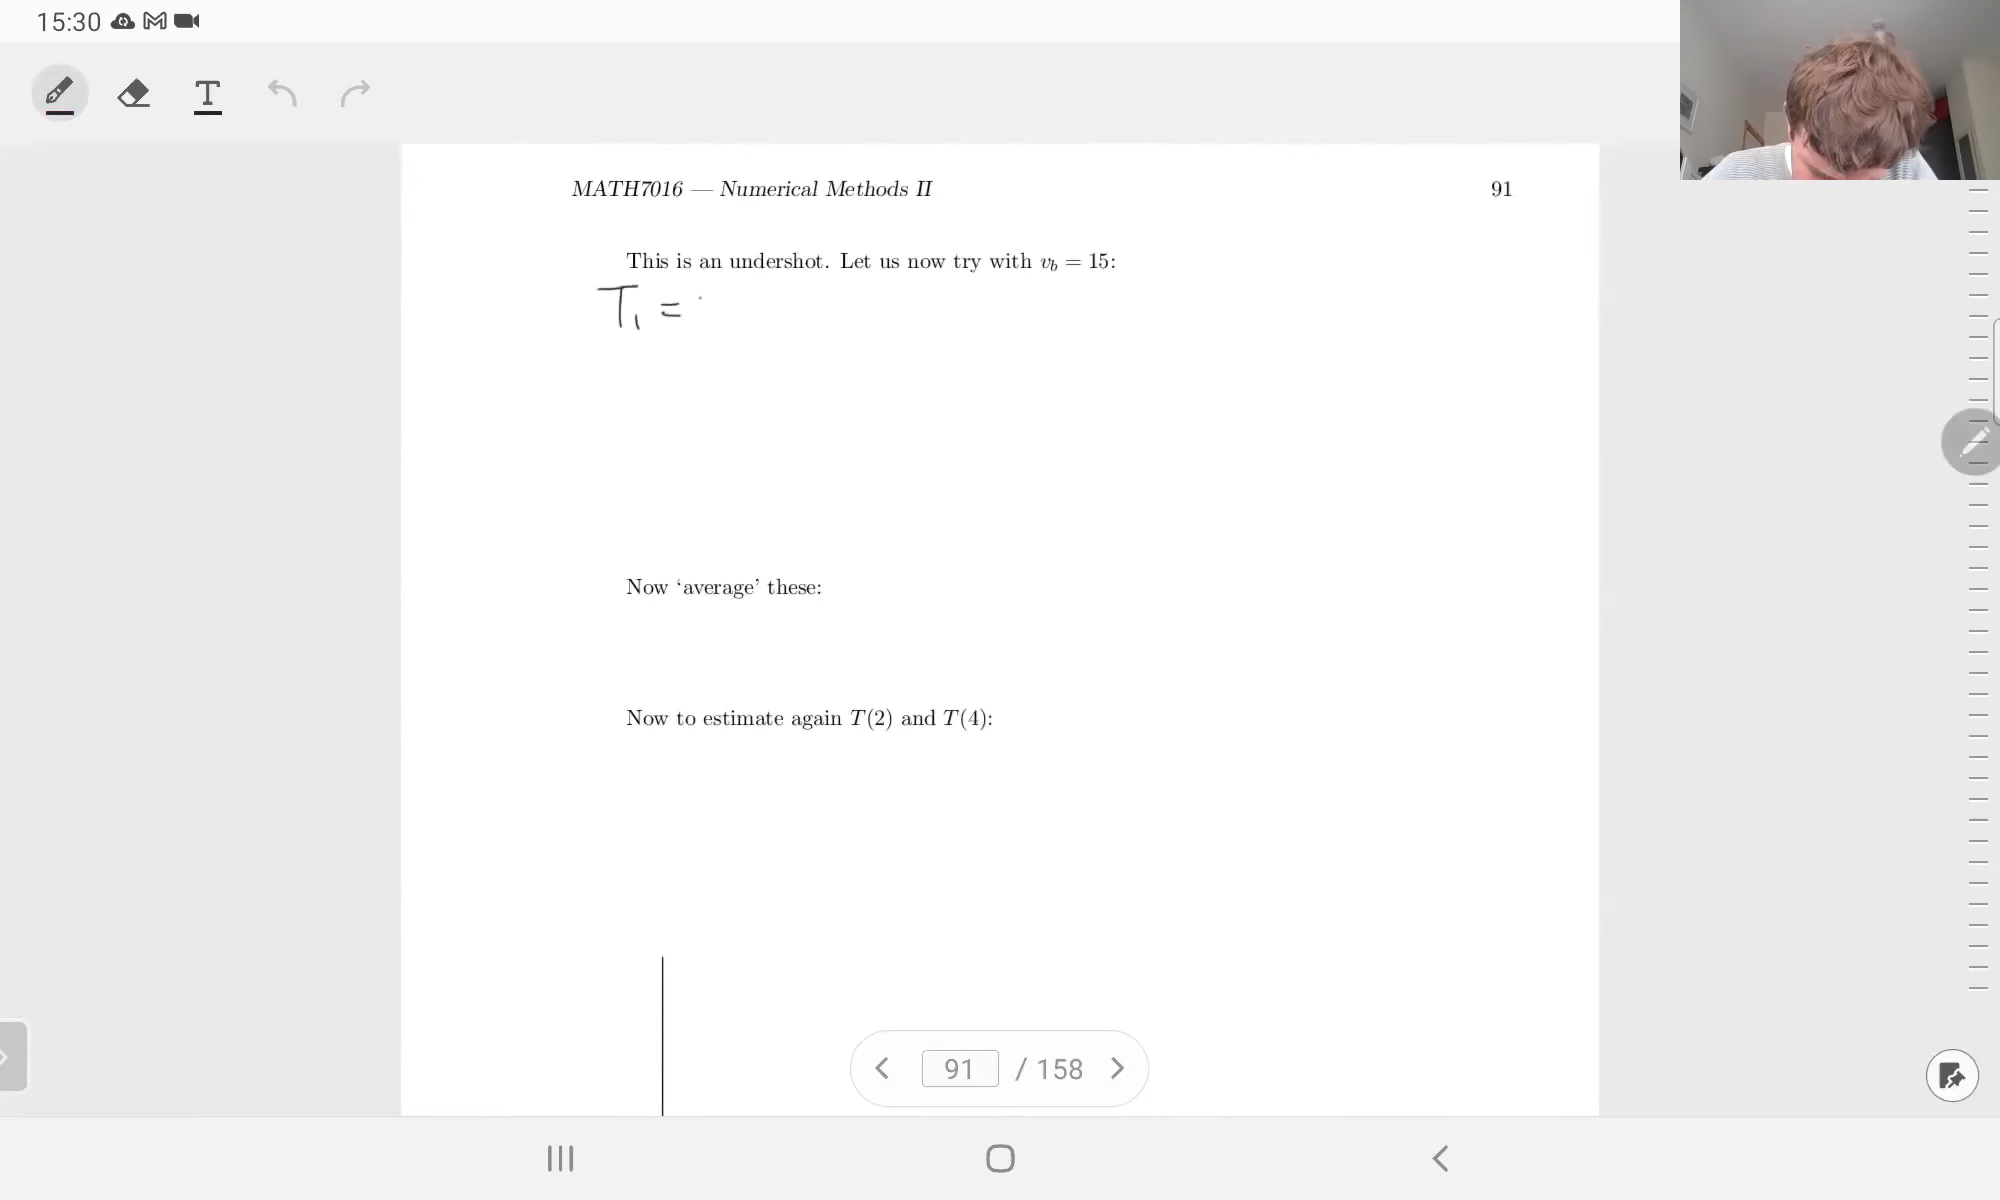 15:30
T
MATH7016 — Numerical Methods II 91
This is an undershot. Let us now try with v_b = 15:
T₁ =
Now ‘average’ these:
Now to estimate again T(2) and T(4):
91 / 158